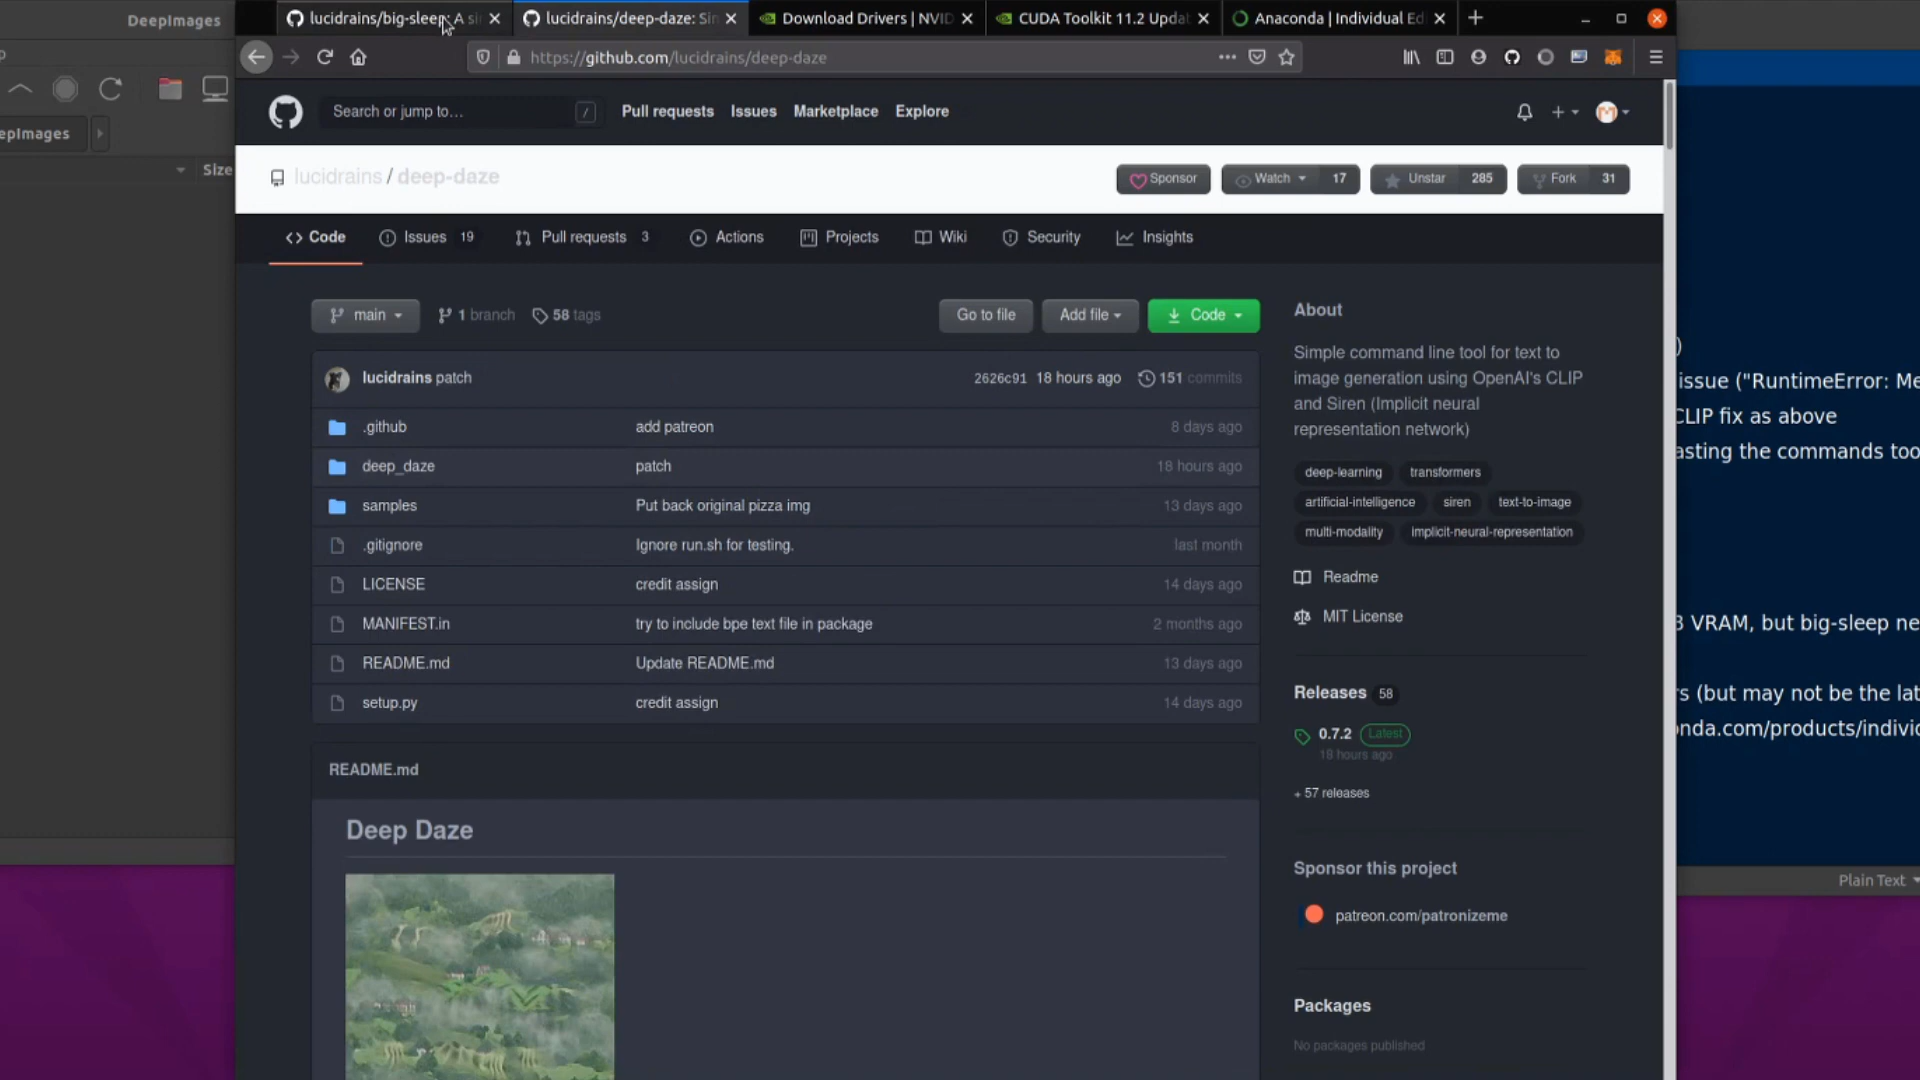 DeepImages
lucidrains/big-sleep: A si
lucidrains/deep-daze: Sin
Download Drivers | NVID
CUDA Toolkit 11.2 Upda
Anaconda | Individual Ed
https://github.com/lucidrains/deep-daze
epImages
Size
Search or jump to…
/
Pull requests
Issues
Marketplace
Explore
lucidrains / deep-daze
Sponsor
Watch
17
Unstar
285
Fork
31
Code
Issues 19
Pull requests 3
Actions
Projects
Wiki
Security
Insights
main
1 branch
58 tags
Go to file
Add file
Code
lucidrains patch
2626c91 18 hours ago
151 commits
.github
add patreon
8 days ago
deep_daze
patch
18 hours ago
samples
Put back original pizza img
13 days ago
.gitignore
Ignore run.sh for testing.
last month
LICENSE
credit assign
14 days ago
MANIFEST.in
try to include bpe text file in package
2 months ago
README.md
Update README.md
13 days ago
setup.py
credit assign
14 days ago
README.md
Deep Daze
About
Simple command line tool for text to
image generation using OpenAI's CLIP
and Siren (Implicit neural
representation network)
deep-learning
transformers
artificial-intelligence
siren
text-to-image
multi-modality
implicit-neural-representation
Readme
MIT License
Releases 58
0.7.2 Latest
18 hours ago
+ 57 releases
Sponsor this project
patreon.com/patronizeme
Packages
No packages published
)
issue ("RuntimeError: Me
CLIP fix as above
asting the commands too
VRAM, but big-sleep ne
s (but may not be the lat
nda.com/products/individ
Plain Text